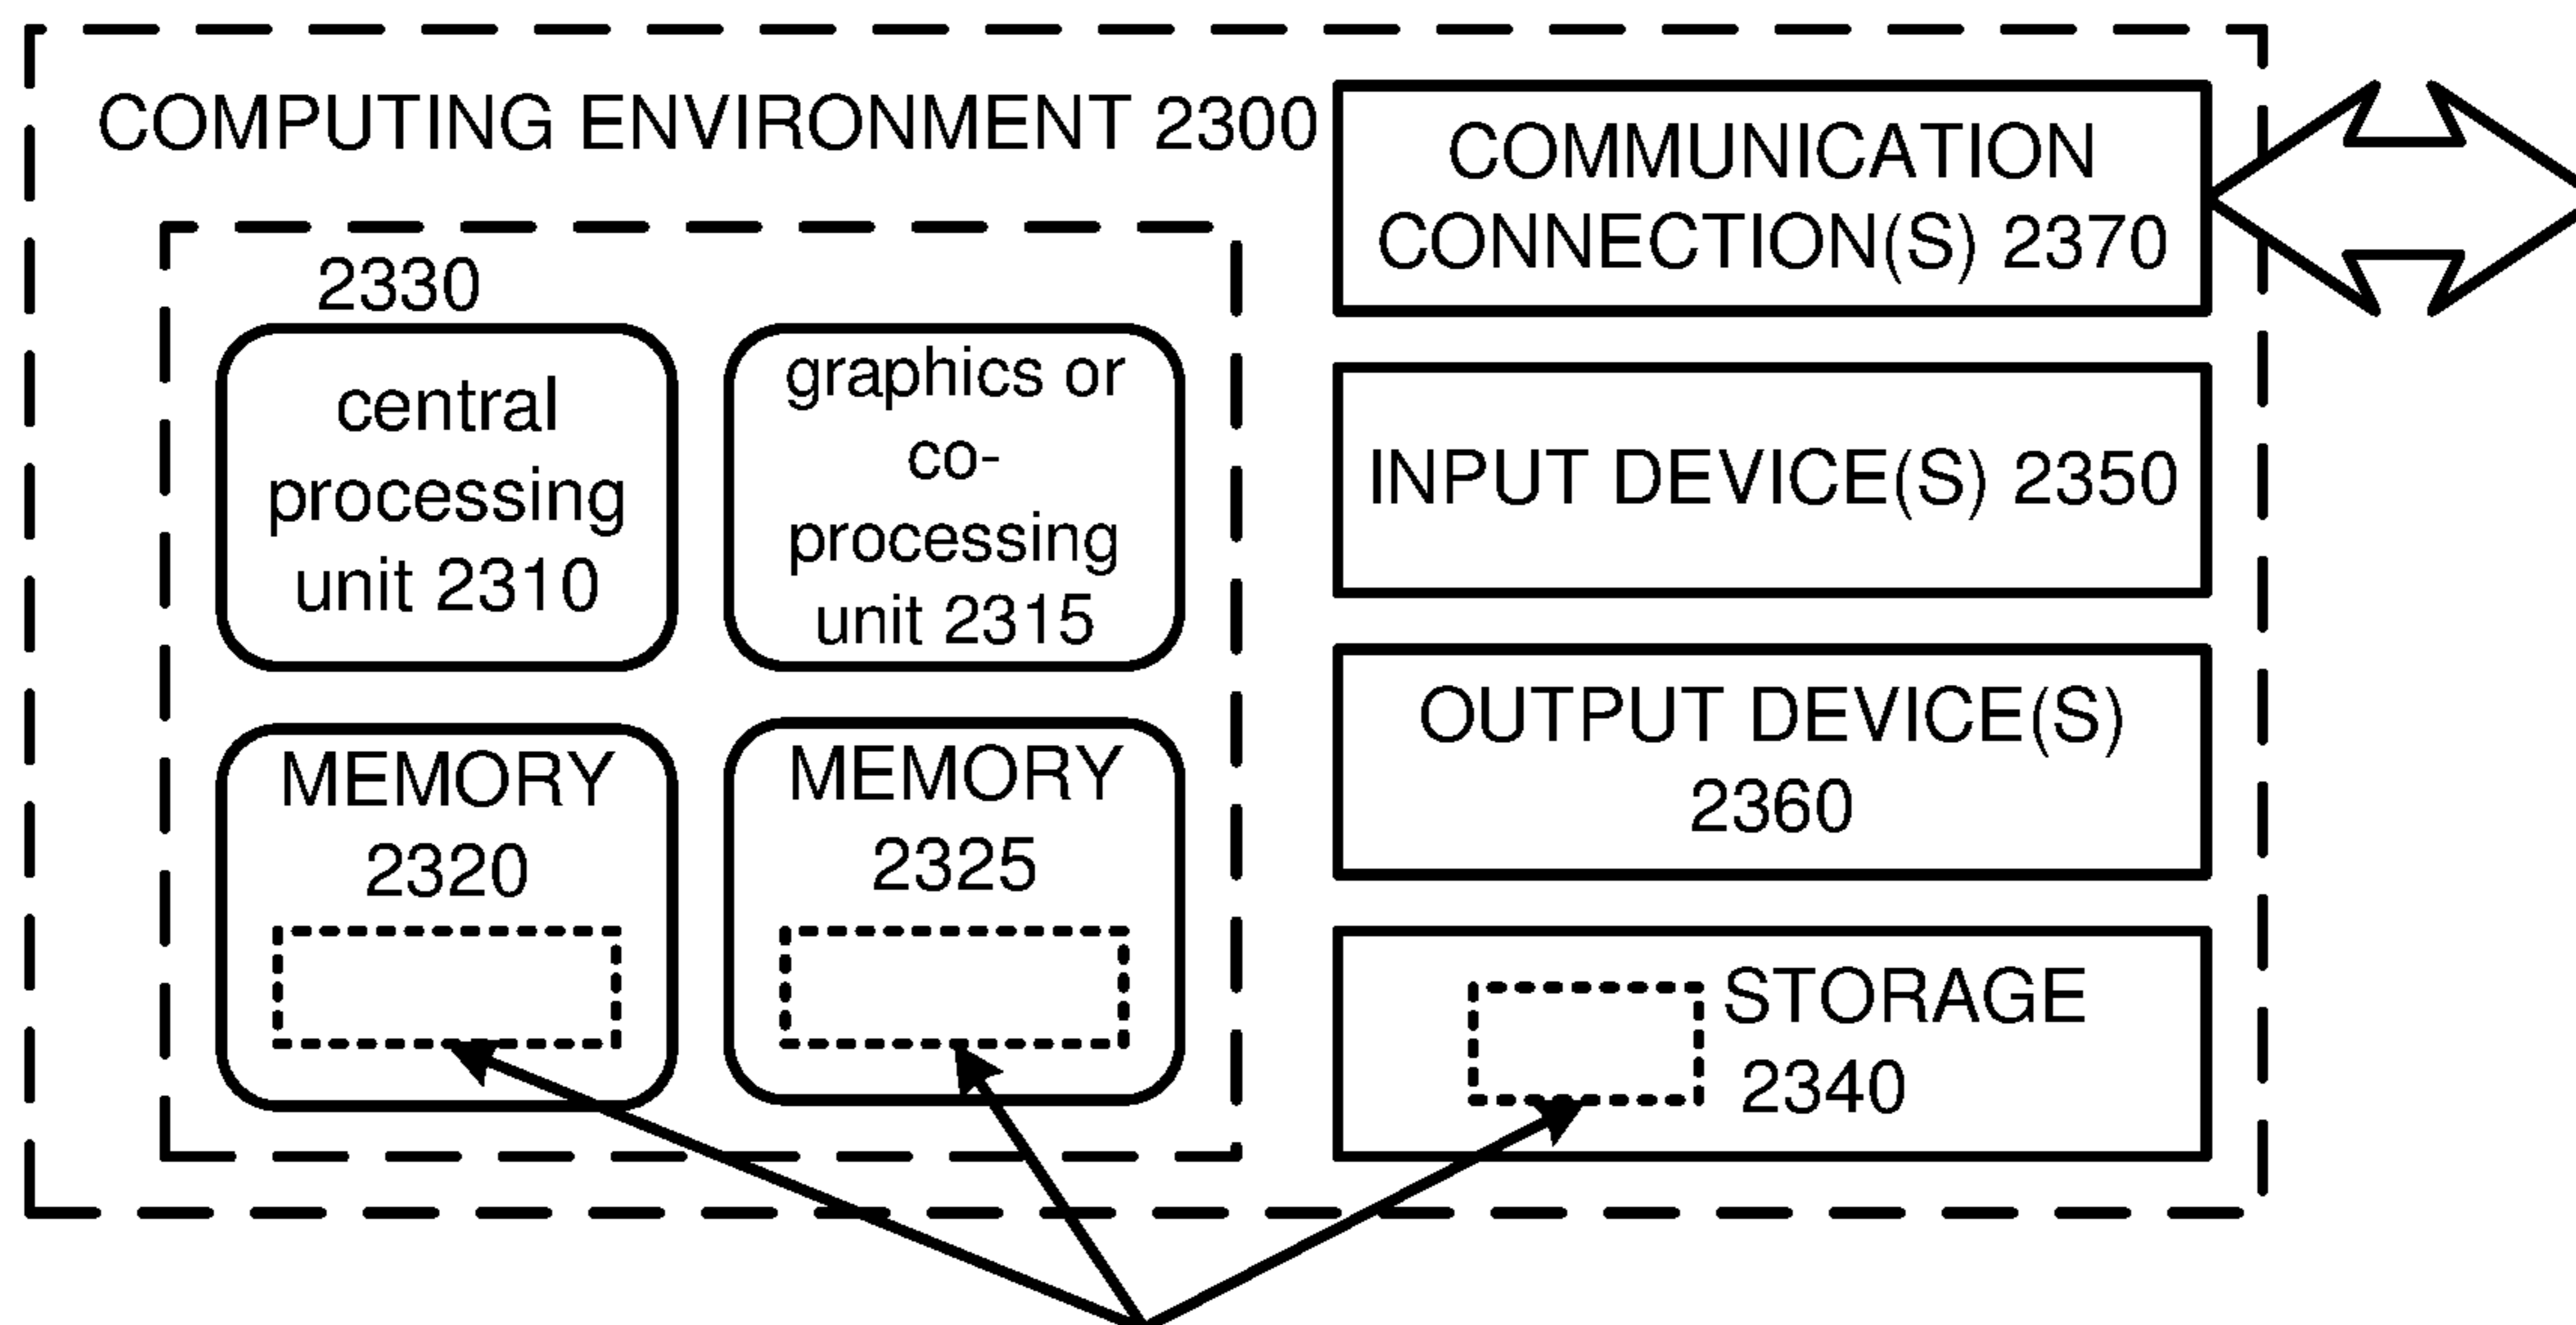 COMPUTING ENVIRONMENT 2300
2330
central
processing
unit 2310
graphics or
co-
processing
unit 2315
MEMORY
2320
MEMORY
2325
COMMUNICATION
CONNECTION(S) 2370
INPUT DEVICE(S) 2350
OUTPUT DEVICE(S)
2360
STORAGE
2340